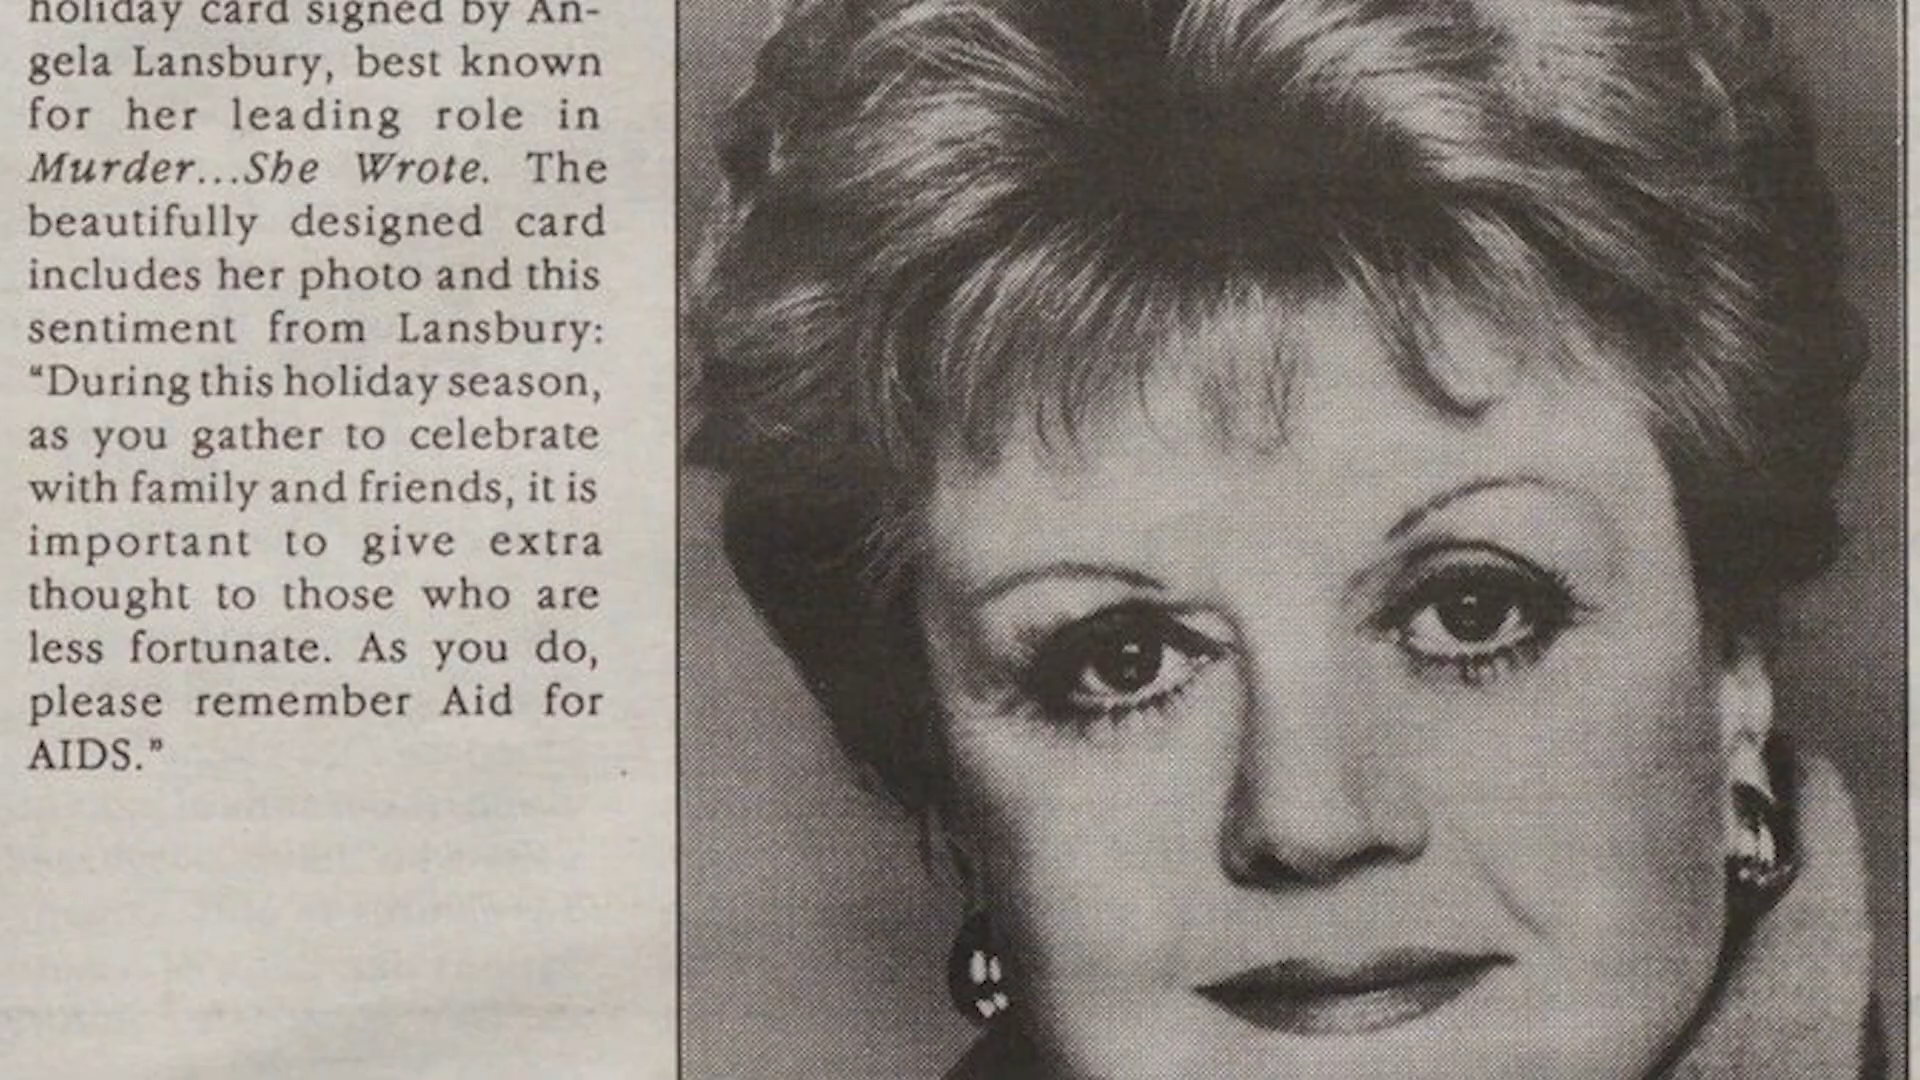 holiday card signed by An-
gela Lansbury, best known
for her leading role in
Murder...She Wrote. The
beautifully designed card
includes her photo and this
sentiment from Lansbury:
“During this holiday season,
as you gather to celebrate
with family and friends, it is
important to give extra
thought to those who are
less fortunate. As you do,
please remember Aid for
AIDS.”